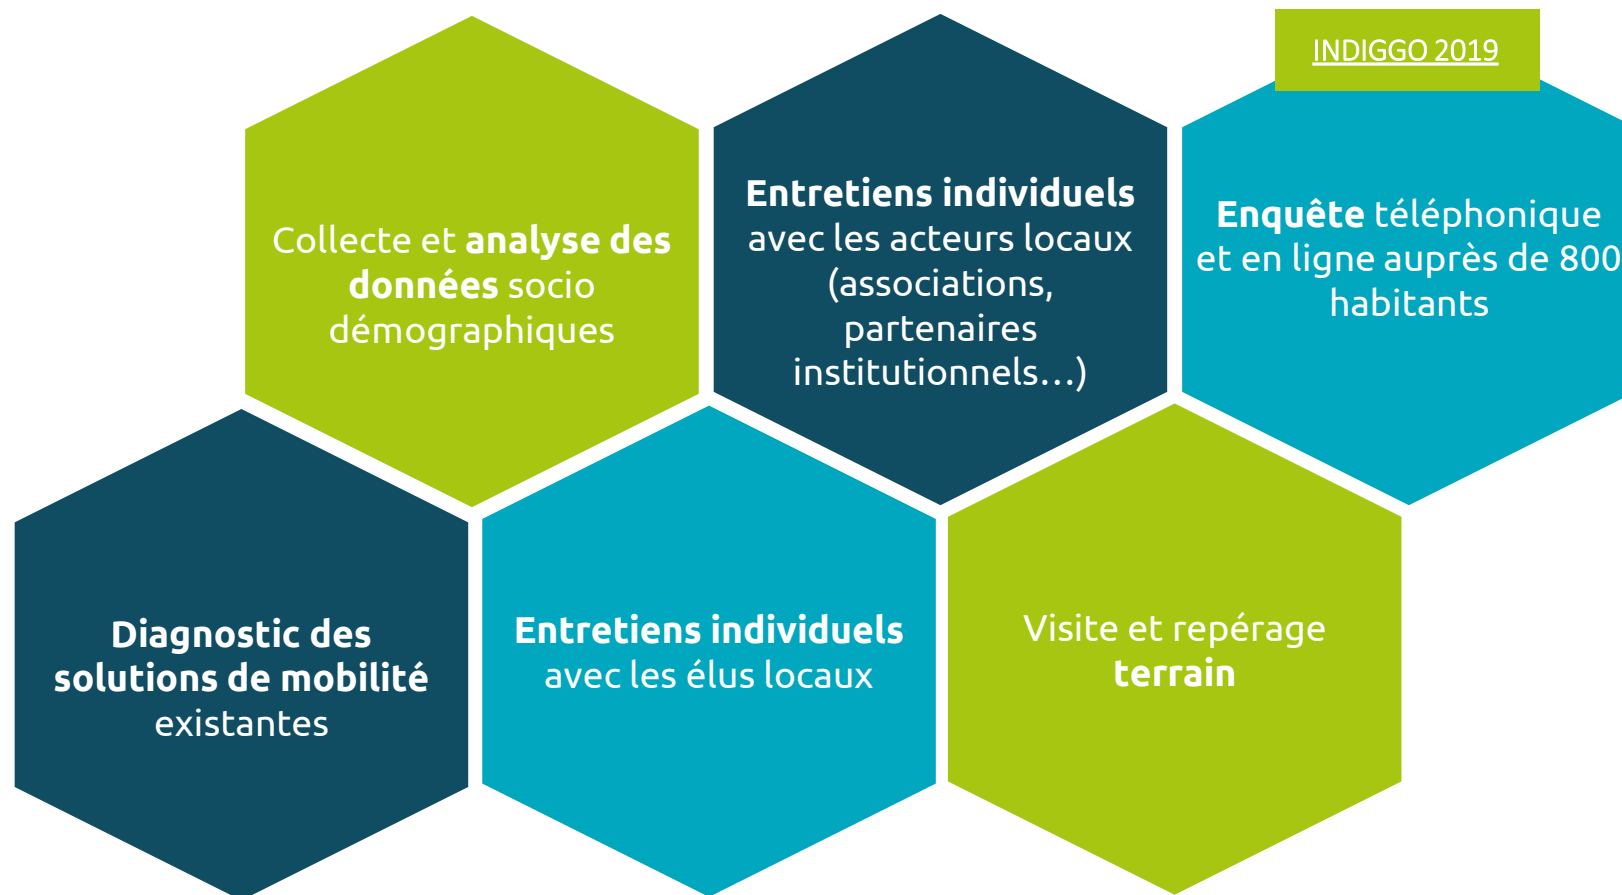 INDIGGO 2019
Collecte et analyse des
données socio
démographiques
Entretiens individuels
avec les acteurs locaux
(associations,
partenaires
institutionnels…)
Enquête téléphonique
et en ligne auprès de 800
habitants
Diagnostic des
solutions de mobilité
existantes
Entretiens individuels
avec les élus locaux
Visite et repérage
terrain